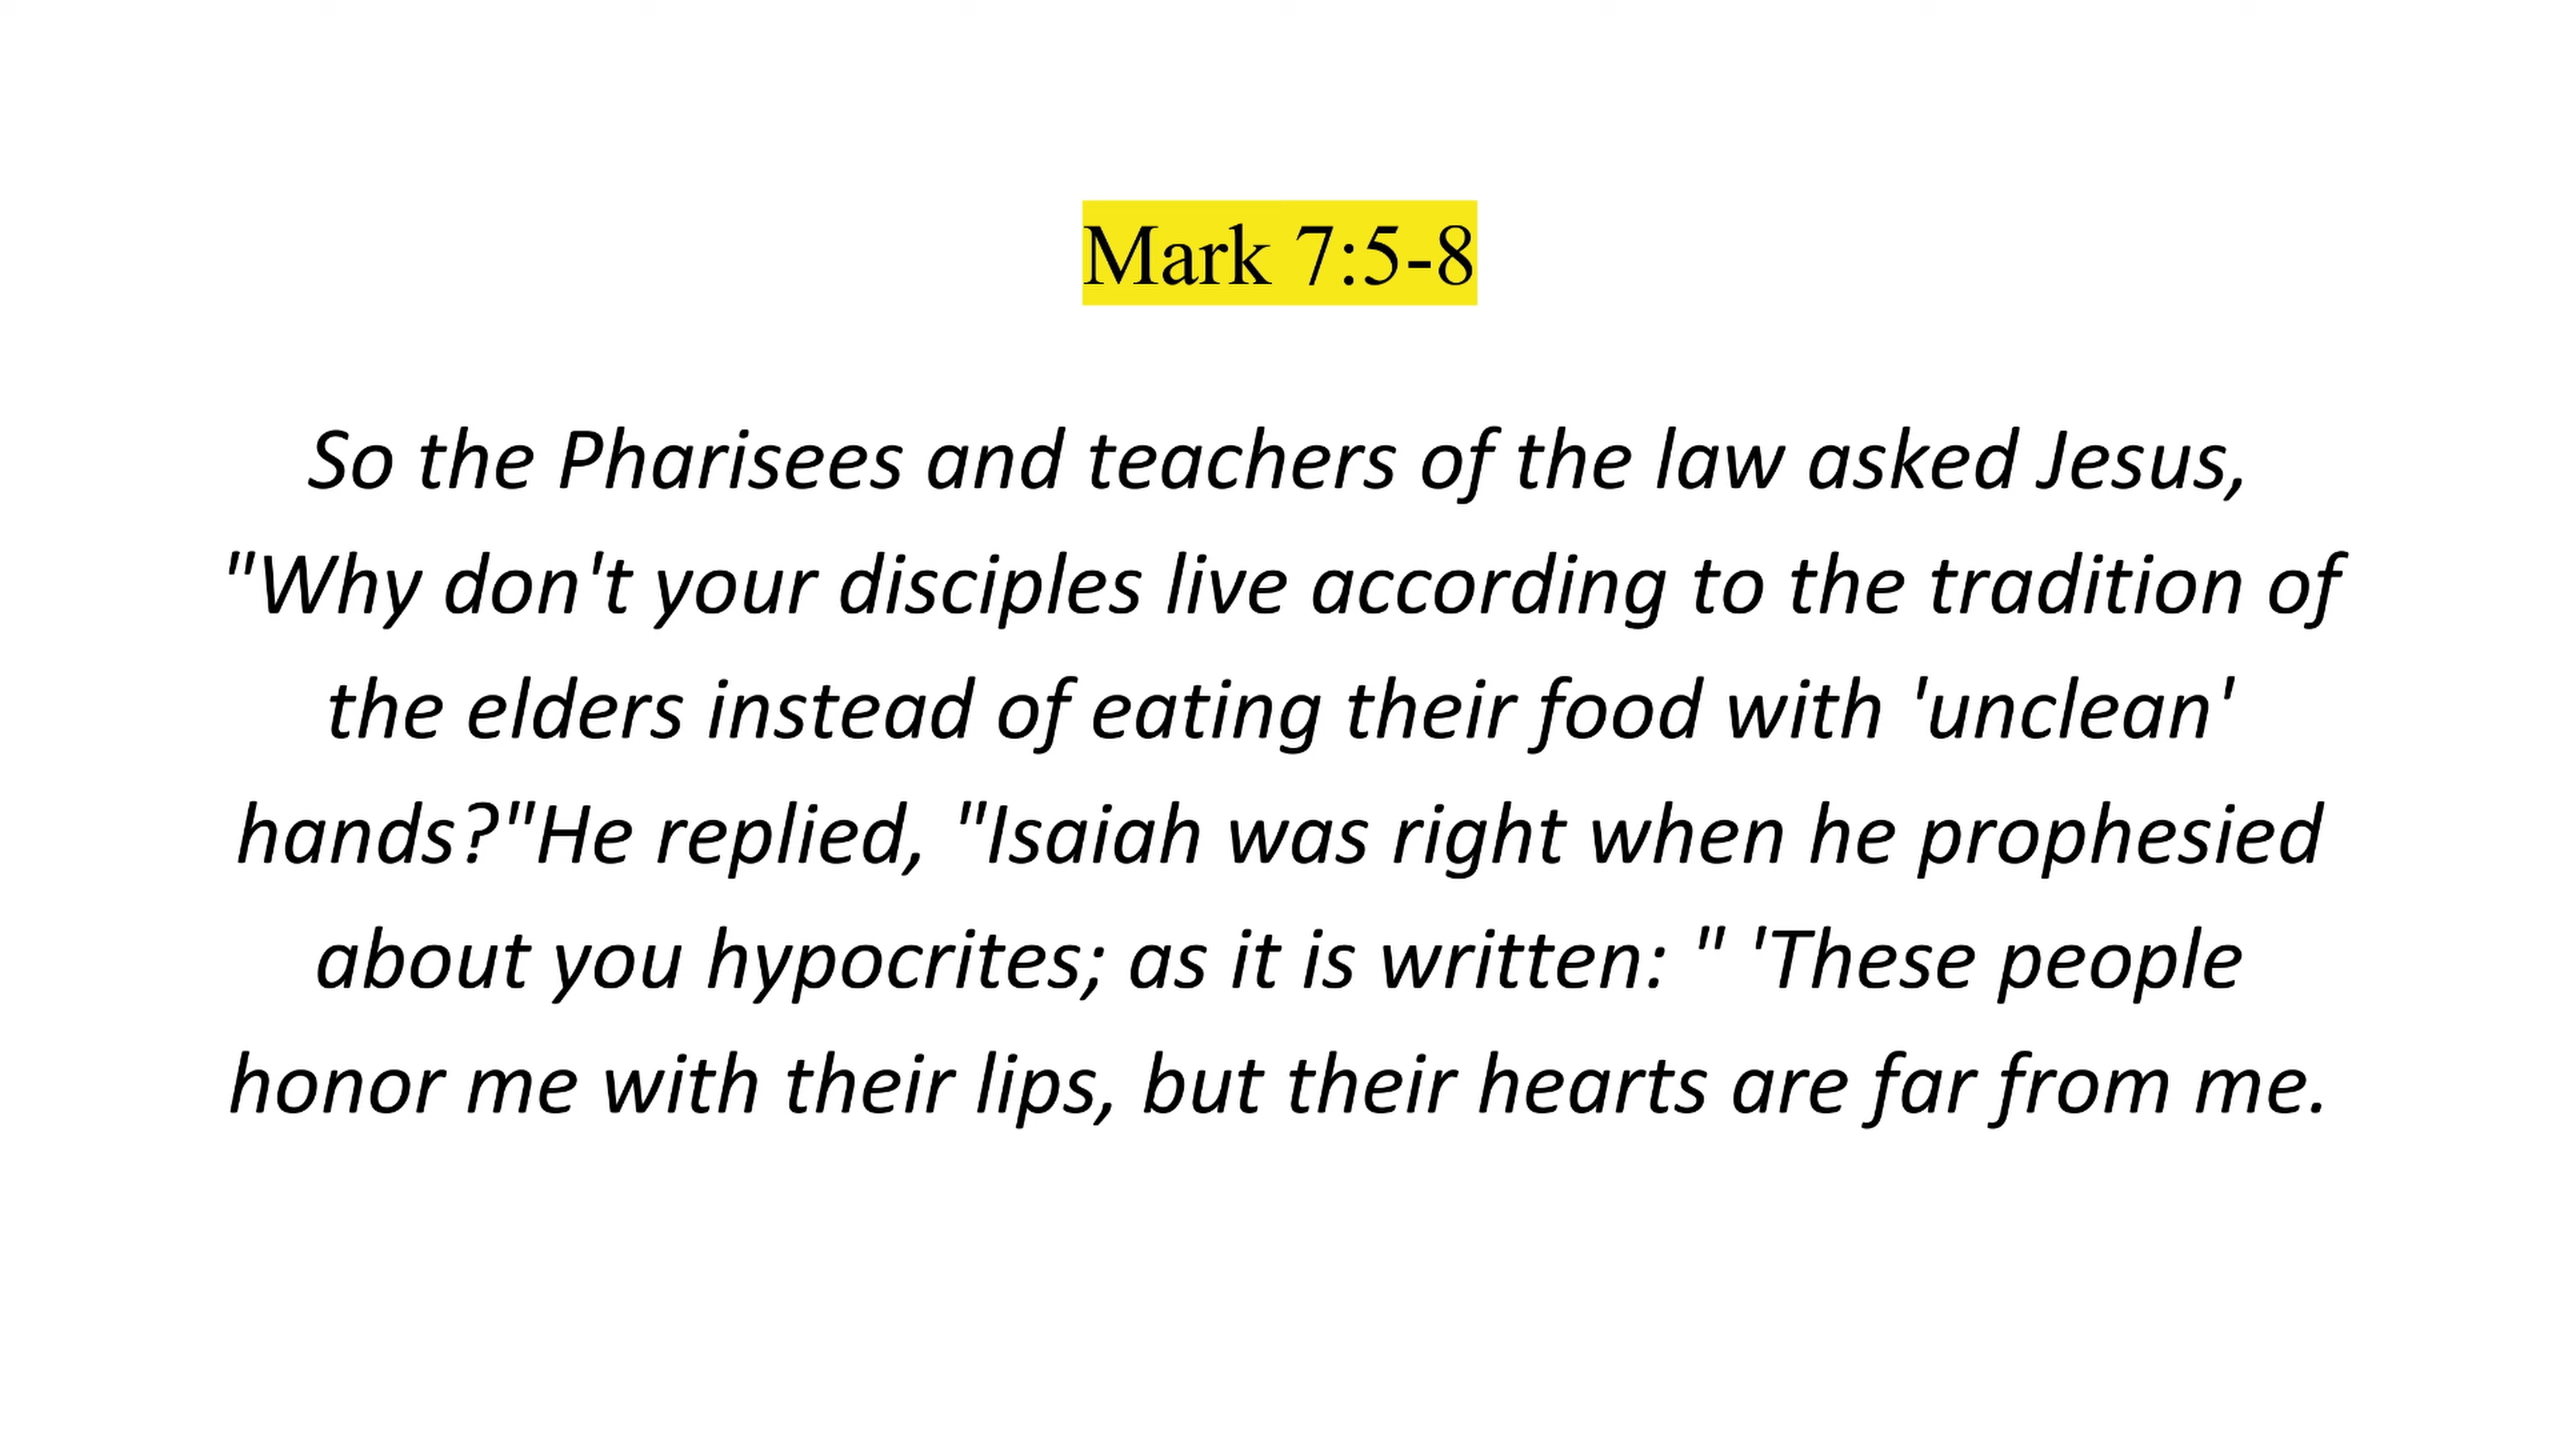 Mark 7:5-8
So the Pharisees and teachers of the law asked Jesus,
"Why don't your disciples live according to the tradition of
the elders instead of eating their food with 'unclean'
hands?"He replied, "Isaiah was right when he prophesied
about you hypocrites; as it is written: " 'These people
honor me with their lips, but their hearts are far from me.